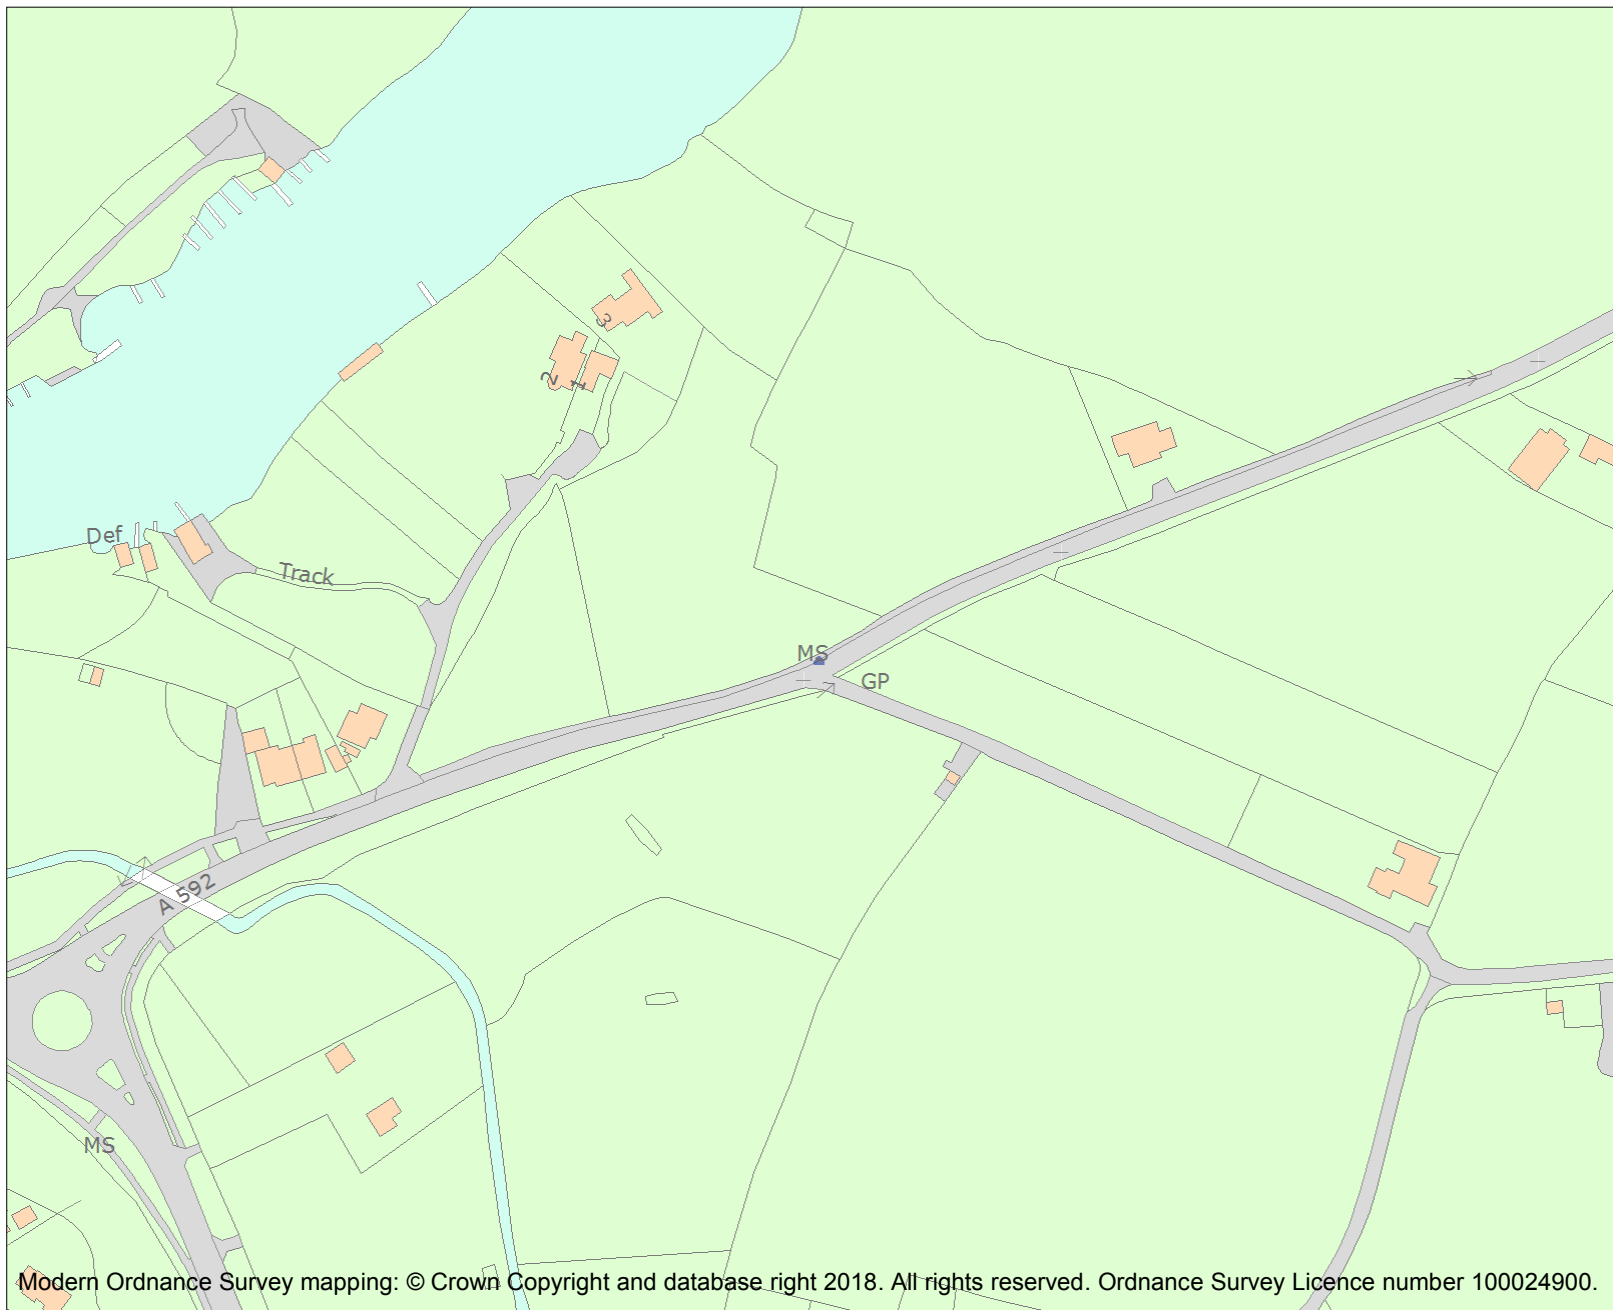 3
2
1
Def
Track
MS
GP
A 592
MS
Modern Ordnance Survey mapping: © Crown Copyright and database right 2018. All rights reserved. Ordnance Survey Licence number 100024900.